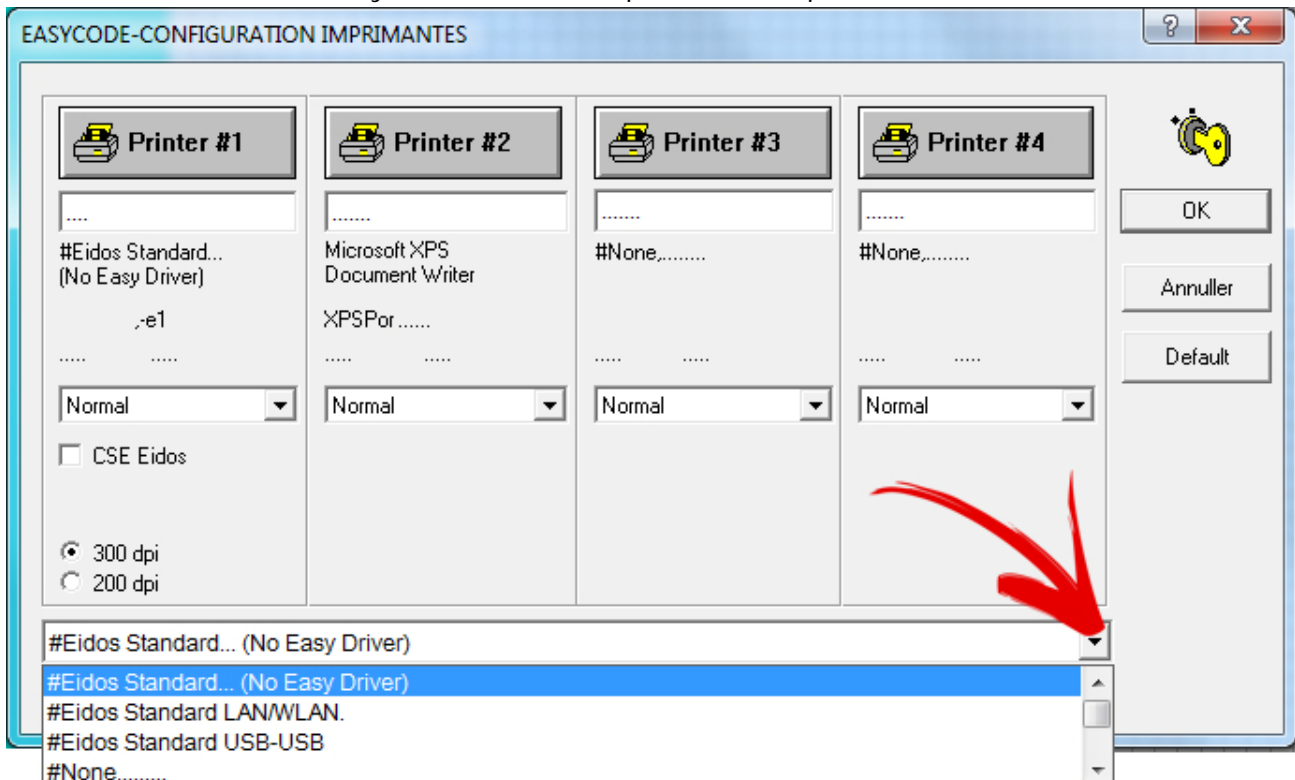 EASYCODE-CONFIGURATION IMPRIMANTES
Printer #1
....
#Eidos Standard...
(No Easy Driver)
,-e1
..... .....
Normal
CSE Eidos
300 dpi
200 dpi
Printer #2
.......
Microsoft XPS
Document Writer
XPSPor......
..... .....
Normal
Printer #3
.......
#None,........
..... .....
Normal
Printer #4
.......
#None,........
..... .....
Normal
OK
Annuller
Default
#Eidos Standard... (No Easy Driver)
#Eidos Standard... (No Easy Driver)
#Eidos Standard LAN/WLAN.
#Eidos Standard USB-USB
#None.........